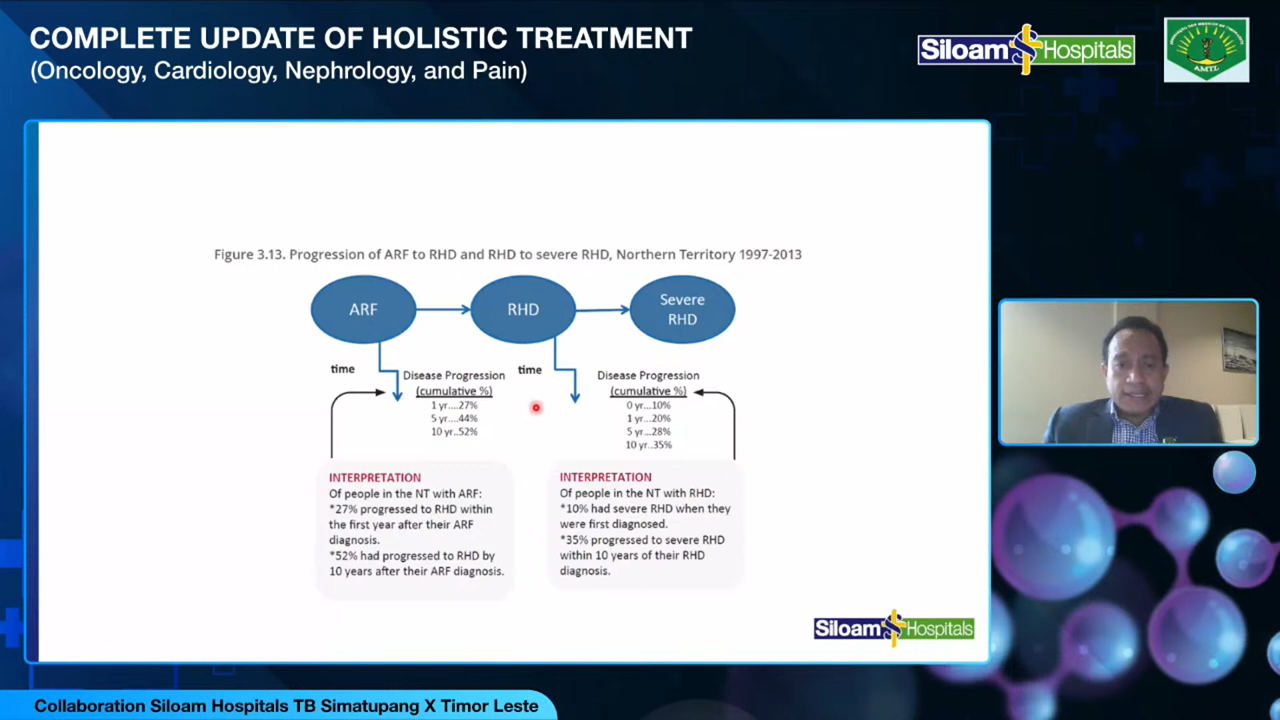 COMPLETE UPDATE OF HOLISTIC TREATMENT
(Oncology, Cardiology, Nephrology, and Pain)
Siloam Hospitals
AMTL
Figure 3.13. Progression of ARF to RHD and RHD to severe RHD, Northern Territory 1997-2013
ARF
RHD
Severe
RHD
time
Disease Progression
(cumulative %)
1 yr....27%
5 yr....44%
10 yr..52%
time
Disease Progression
(cumulative %)
0 yr...10%
1 yr...20%
5 yr...28%
10 yr..35%
INTERPRETATION
Of people in the NT with ARF:
*27% progressed to RHD within
the first year after their ARF
diagnosis.
*52% had progressed to RHD by
10 years after their ARF diagnosis.
INTERPRETATION
Of people in the NT with RHD:
*10% had severe RHD when they
were first diagnosed.
*35% progressed to severe RHD
within 10 years of their RHD
diagnosis.
Siloam Hospitals
Collaboration Siloam Hospitals TB Simatupang X Timor Leste